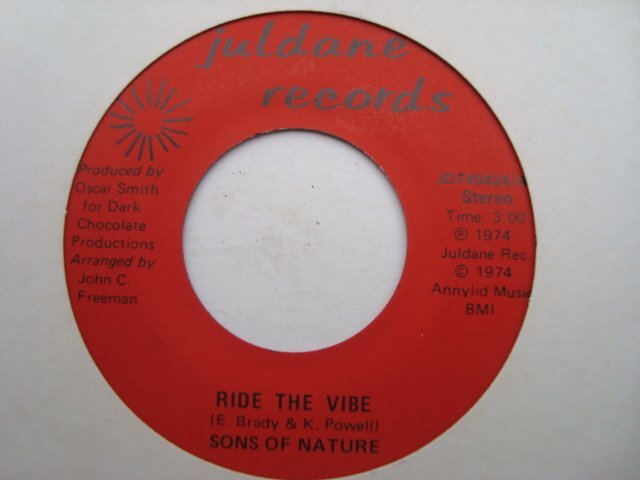 juldane
records
Produced by
Oscar Smith
for Dark
Chocolate
Productions
Arranged by
John C.
Freeman
Stereo
Time: 3:00
℗ 1974
Juldane Rec.
© 1974
Annylid Music
BMI
RIDE THE VIBE
(E. Brady & K. Powell)
SONS OF NATURE